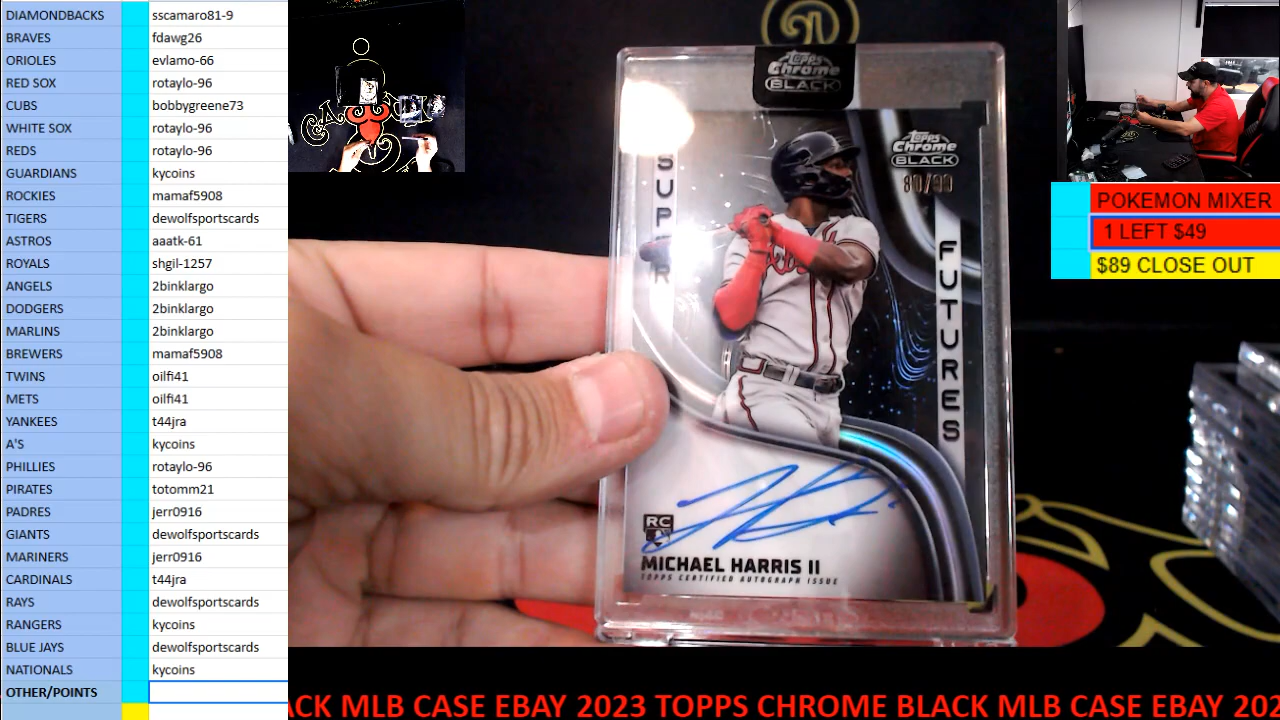 DIAMONDBACKS sscamaro81-9
BRAVES fdawg26
ORIOLES evlamo-66
RED SOX rotaylo-96
CUBS bobbygreene73
WHITE SOX rotaylo-96
REDS rotaylo-96
GUARDIANS kycoins
ROCKIES mamaf5908
TIGERS dewolfsportscards
ASTROS aaatk-61
ROYALS shgil-1257
ANGELS 2binklargo
DODGERS 2binklargo
MARLINS 2binklargo
BREWERS mamaf5908
TWINS oilfi41
METS oilfi41
YANKEES t44jra
A'S kycoins
PHILLIES rotaylo-96
PIRATES totomm21
PADRES jerr0916
GIANTS dewolfsportscards
MARINERS jerr0916
CARDINALS t44jra
RAYS dewolfsportscards
RANGERS kycoins
BLUE JAYS dewolfsportscards
NATIONALS kycoins
OTHER/POINTS
Topps
Chrome
BLACK
Topps
Chrome
BLACK
80/99
SUPER
FUTURES
RC
MICHAEL HARRIS II
TOPPS CERTIFIED AUTOGRAPH ISSUE
POKEMON MIXER
1 LEFT $49
$89 CLOSE OUT
ACK MLB CASE EBAY 2023 TOPPS CHROME BLACK MLB CASE EBAY 202